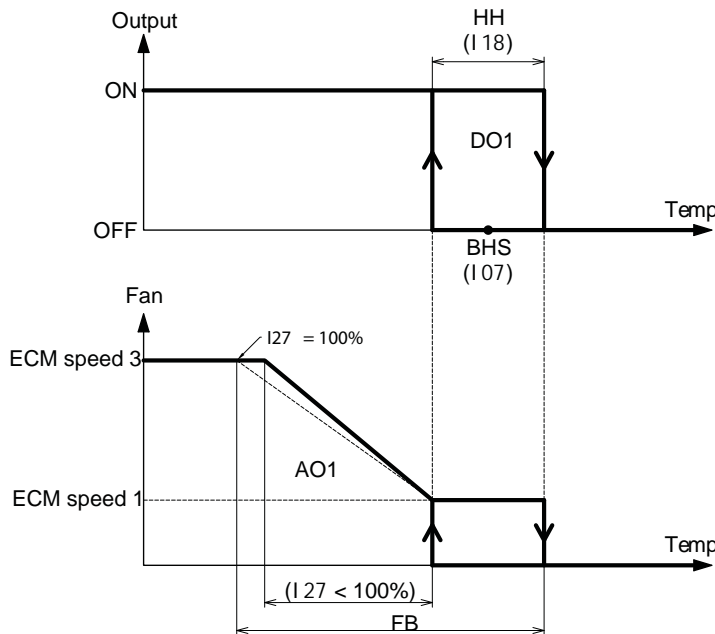 Output
HH
(I 18)
ON
DO1
OFF
Temp
BHS
(I 07)
Fan
I27 = 100%
ECM speed 3
AO1
ECM speed 1
Temp
(I 27 < 100%)
FB